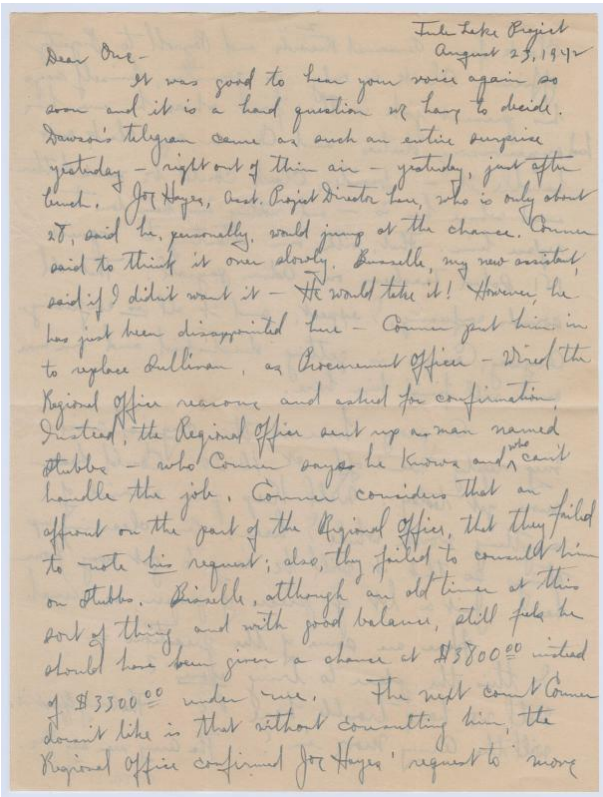 Tule Lake Project
August 23, 1942
Dear One -
It was good to hear your voice again so
soon and it is a hard question we have to decide.
Dawson's telegram came as such an entire surprise
yesterday - right out of thin air - yesterday, just after
lunch. Joe Hayes, Asst. Project Director here, who is only about
28, said he, personally, would jump at the chance. Conner
said to think it over slowly. Bisselle, my new assistant,
said if I didn't want it - He would take it! However, he
has just been disappointed here - Conner put him in
to replace Sullivan, as Procurement Officer - Wired the
Regional Office reasons and asked for confirmation.
Instead, the Regional Office sent up a man named
Stubbs - who Conner says he knows and who can't
handle the job. Conner considers that an
affront on the part of the Regional Office, that they failed
to note his request; also, they failed to consult him
on Stubbs. Bisselle, although an old timer at this
sort of thing and with good balance, still feels he
should have been given a chance at $3800.00 instead
of $3300.00 under me. The next count Conner
doesn't like is that without consulting him, the
Regional Office confirmed Joe Hayes' request to move